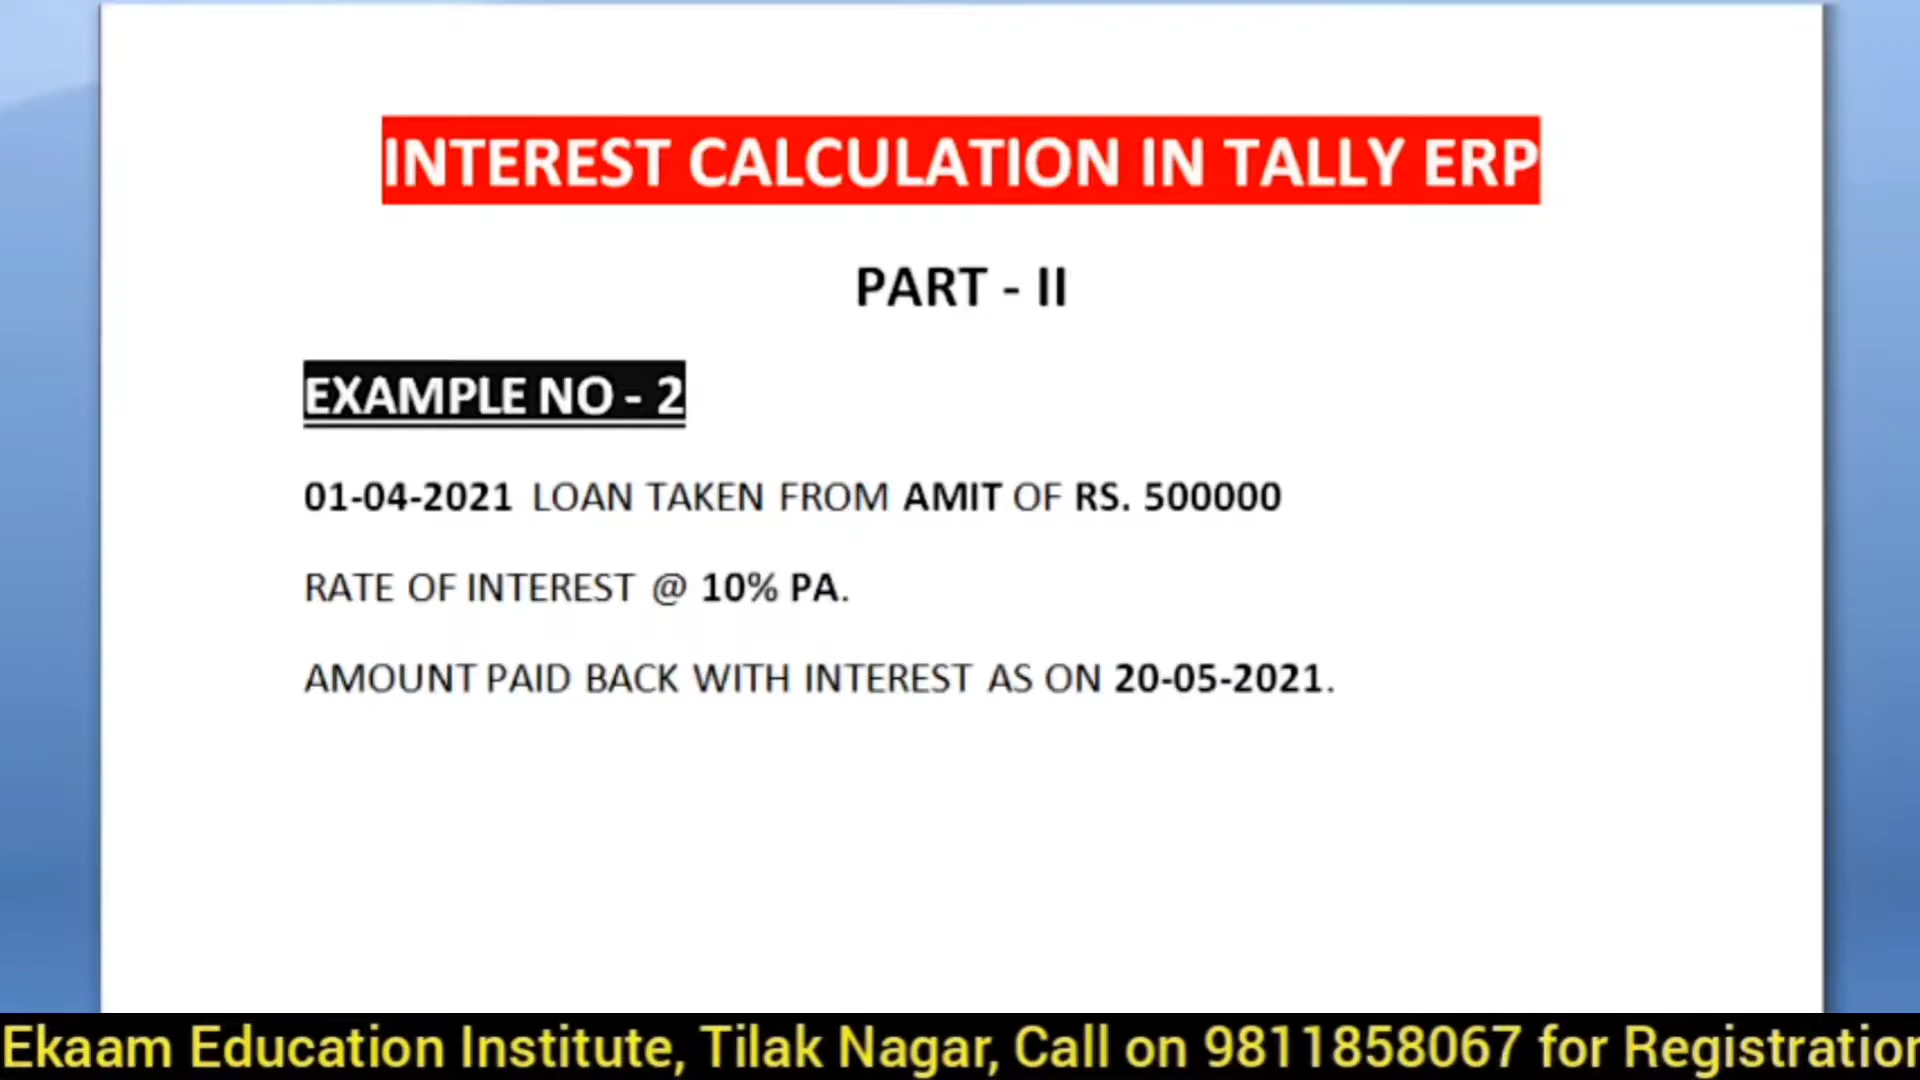 INTEREST CALCULATION IN TALLY ERP
PART - II
EXAMPLE NO - 2
01-04-2021 LOAN TAKEN FROM AMIT OF RS. 500000
RATE OF INTEREST @ 10% PA.
AMOUNT PAID BACK WITH INTEREST AS ON 20-05-2021.
Ekaam Education Institute, Tilak Nagar, Call on 9811858067 for Registration